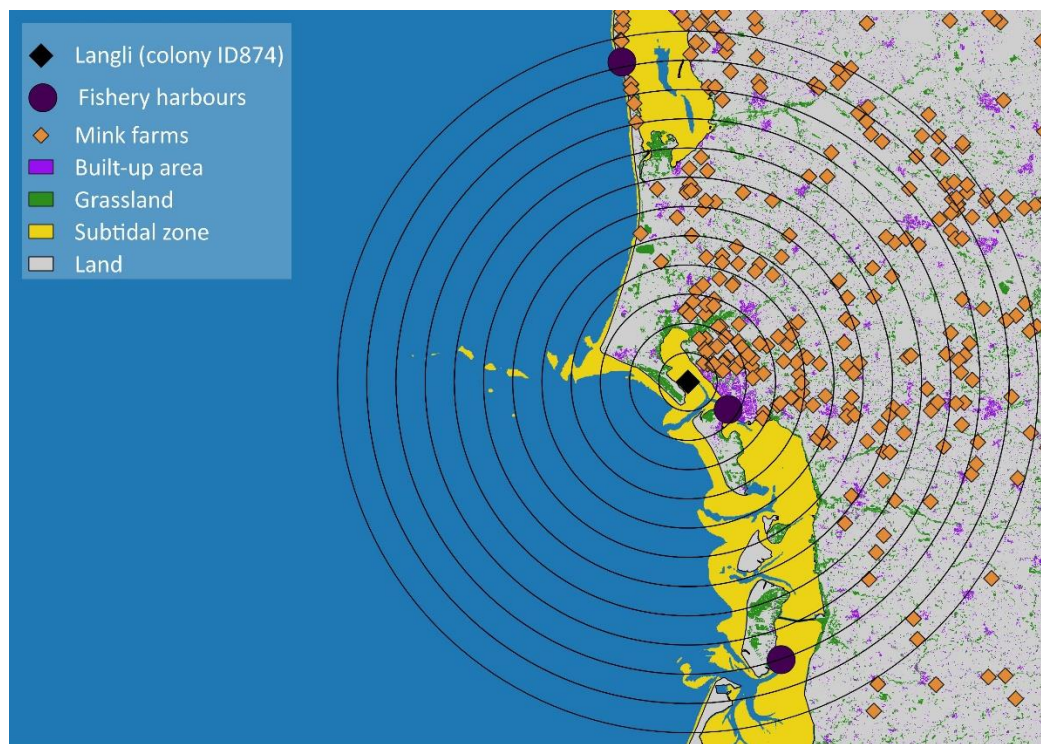 Langli (colony ID874)
Fishery harbours
Mink farms
Built-up area
Grassland
Subtidal zone
Land